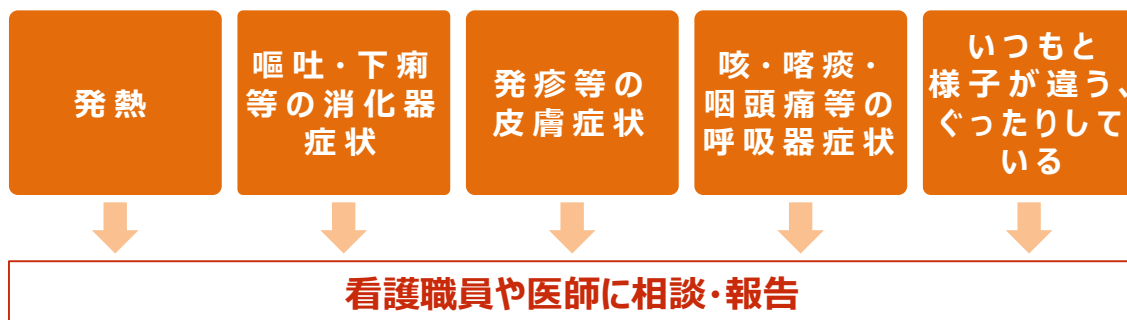 発熱
嘔吐・下痢
等の消化器
症状
発疹等の
皮膚症状
咳・喀痰・
咽頭痛等の
呼吸器症状
いつもと
様子が違う、
ぐったりして
いる
看護職員や医師に相談・報告